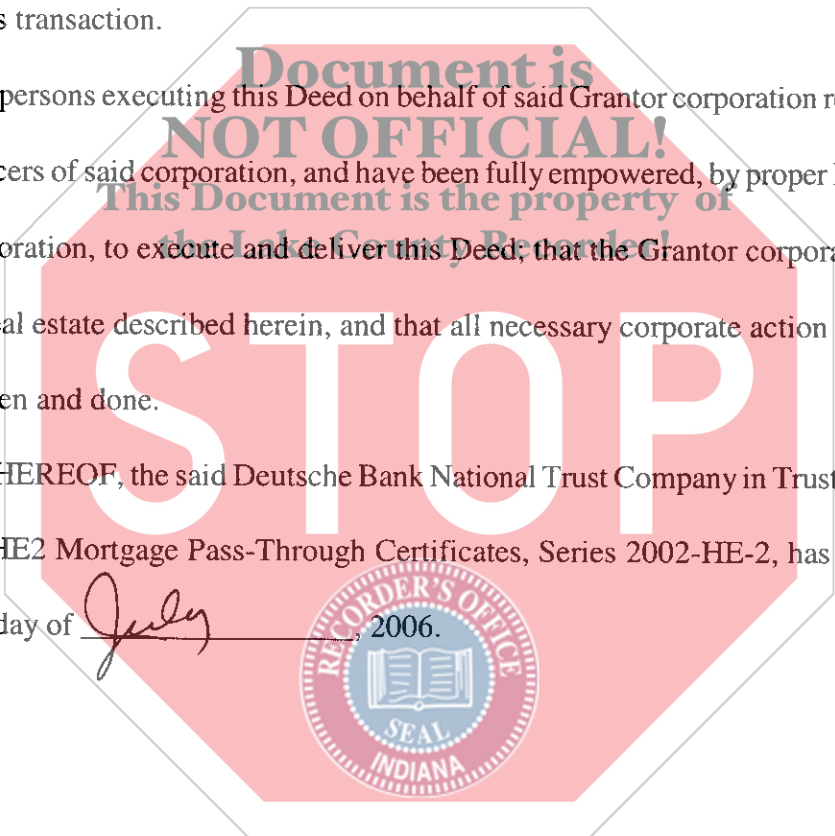 s transaction.
Document is
persons executing this Deed on behalf of said Grantor corporation r
NOT OFFICIAL!
cers of said corporation, and have been fully empowered, by proper
This Document is the property of
oration, to execute and deliver this Deed; that the Grantor corpora
the Lake County Recorder!
al estate described herein, and that all necessary corporate action
en and done.
STOP
HEREOF, the said Deutsche Bank National Trust Company in Trust
HE2 Mortgage Pass-Through Certificates, Series 2002-HE-2, has
day of July, 2006.
RECORDER'S OFFICE
SEAL
INDIANA